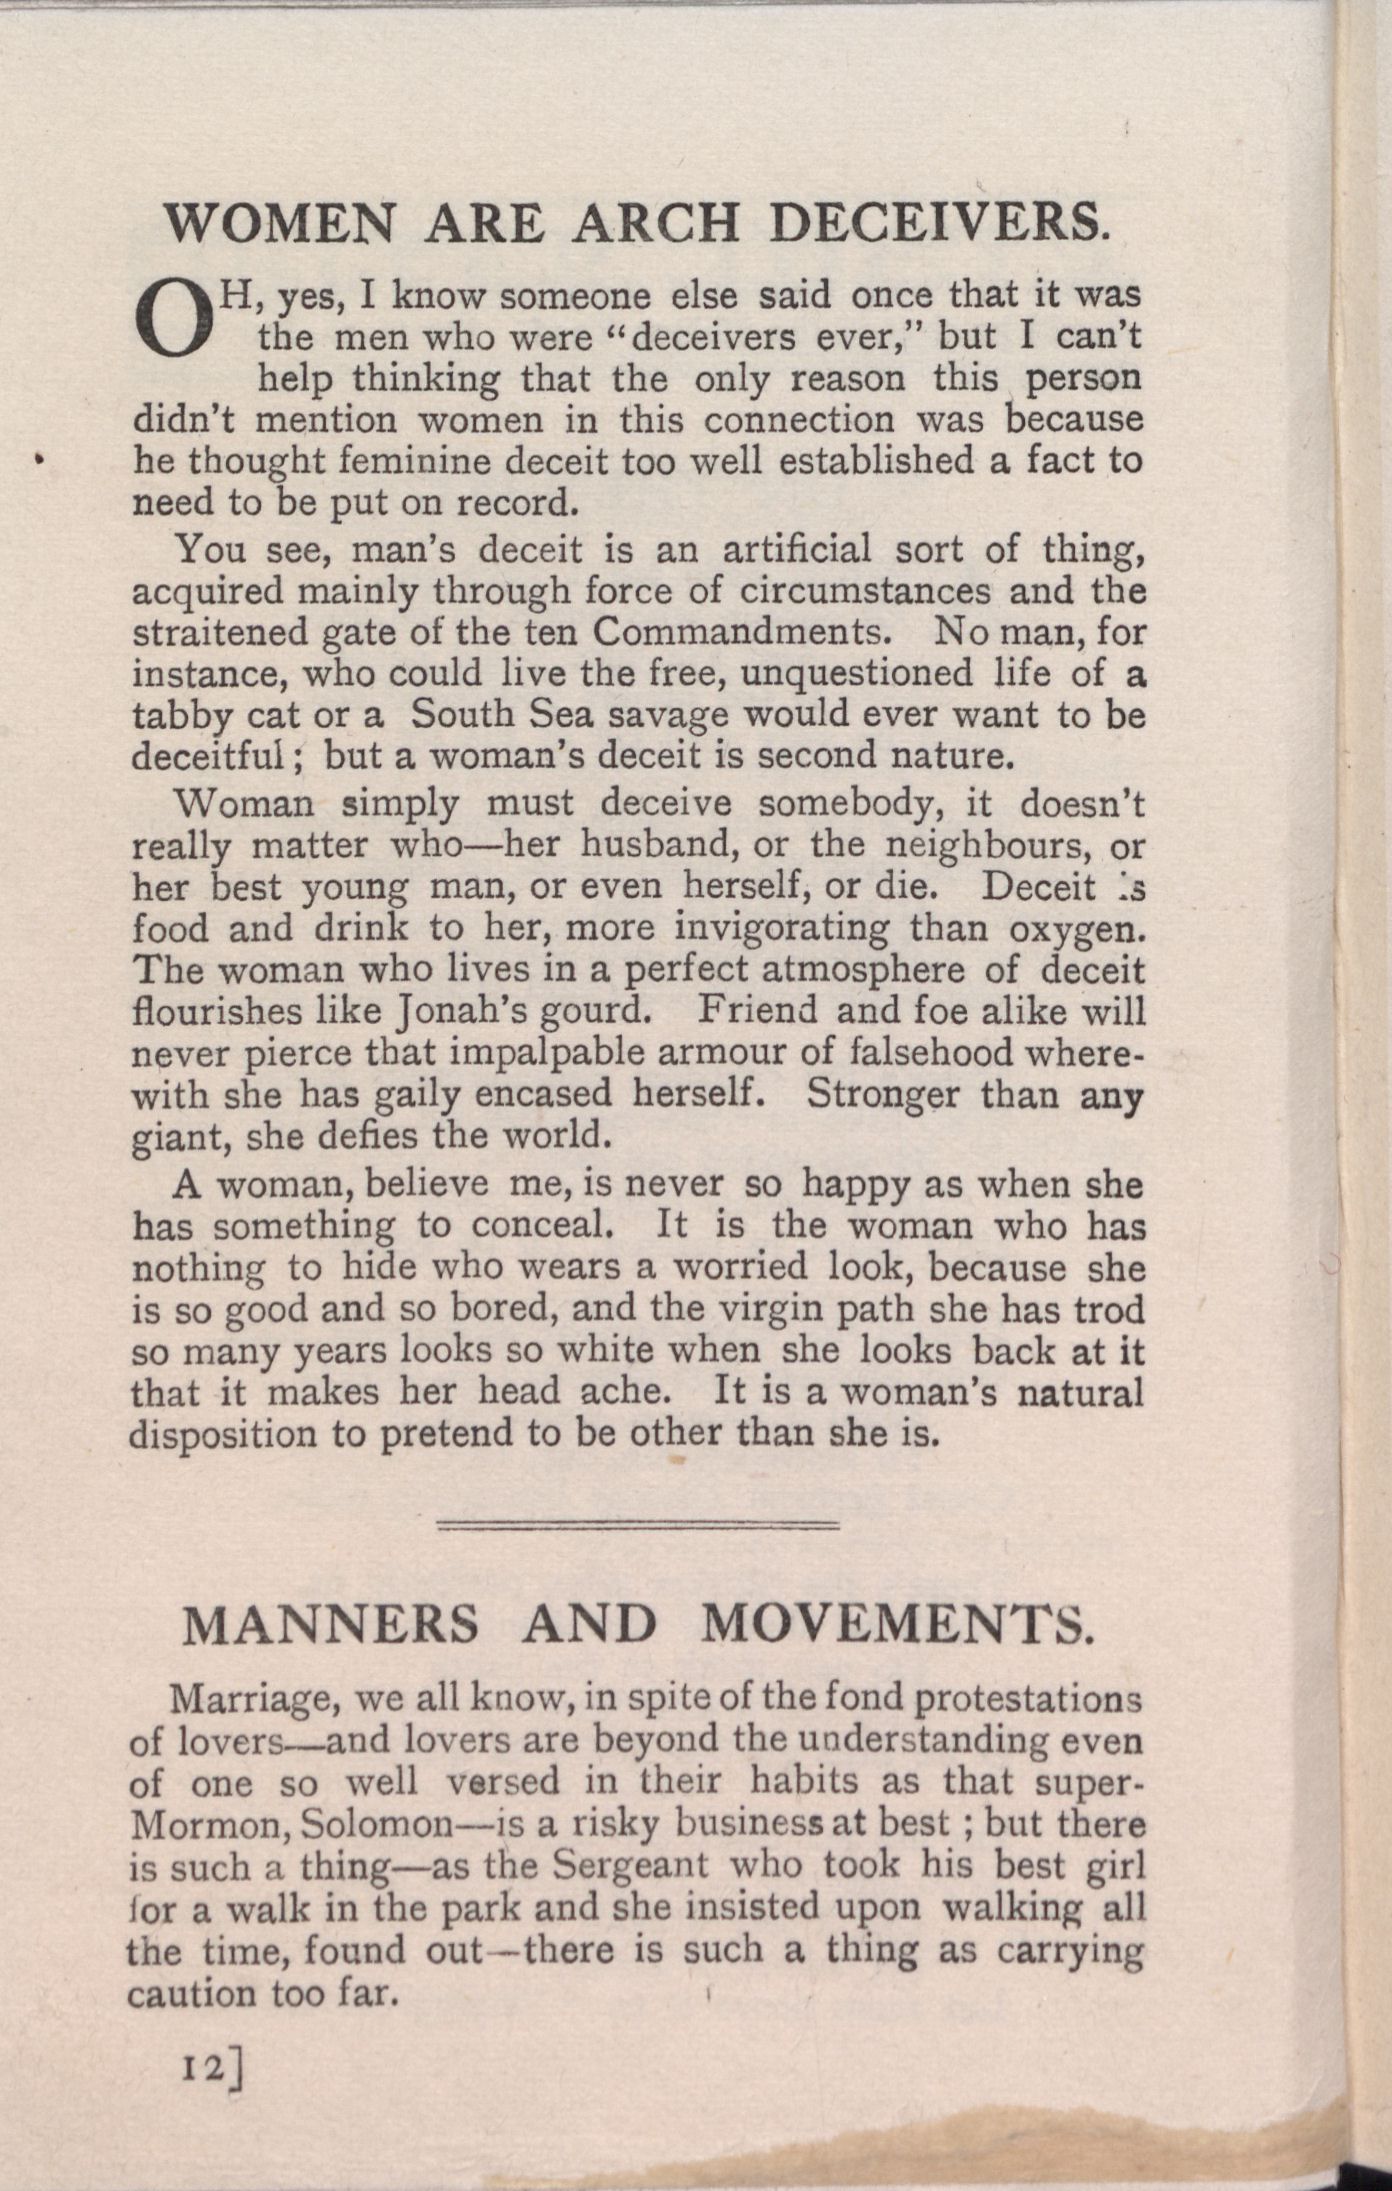 WOMEN ARE ARCH DECEIVERS.
OH, yes, I know someone else said once that it was
the men who were “deceivers ever,” but I can’t
help thinking that the only reason this person
didn’t mention women in this connection was because
he thought feminine deceit too well established a fact to
need to be put on record.
You see, man’s deceit is an artificial sort of thing,
acquired mainly through force of circumstances and the
straitened gate of the ten Commandments. No man, for
instance, who could live the free, unquestioned life of a
tabby cat or a South Sea savage would ever want to be
deceitful; but a woman’s deceit is second nature.
Woman simply must deceive somebody, it doesn’t
really matter who—her husband, or the neighbours, or
her best young man, or even herself, or die. Deceit is
food and drink to her, more invigorating than oxygen.
The woman who lives in a perfect atmosphere of deceit
flourishes like Jonah’s gourd. Friend and foe alike will
never pierce that impalpable armour of falsehood where-
with she has gaily encased herself. Stronger than any
giant, she defies the world.
A woman, believe me, is never so happy as when she
has something to conceal. It is the woman who has
nothing to hide who wears a worried look, because she
is so good and so bored, and the virgin path she has trod
so many years looks so white when she looks back at it
that it makes her head ache. It is a woman’s natural
disposition to pretend to be other than she is.
MANNERS AND MOVEMENTS.
Marriage, we all know, in spite of the fond protestations
of lovers—and lovers are beyond the understanding even
of one so well versed in their habits as that super-
Mormon, Solomon—is a risky business at best; but there
is such a thing—as the Sergeant who took his best girl
for a walk in the park and she insisted upon walking all
the time, found out—there is such a thing as carrying
caution too far.
12]